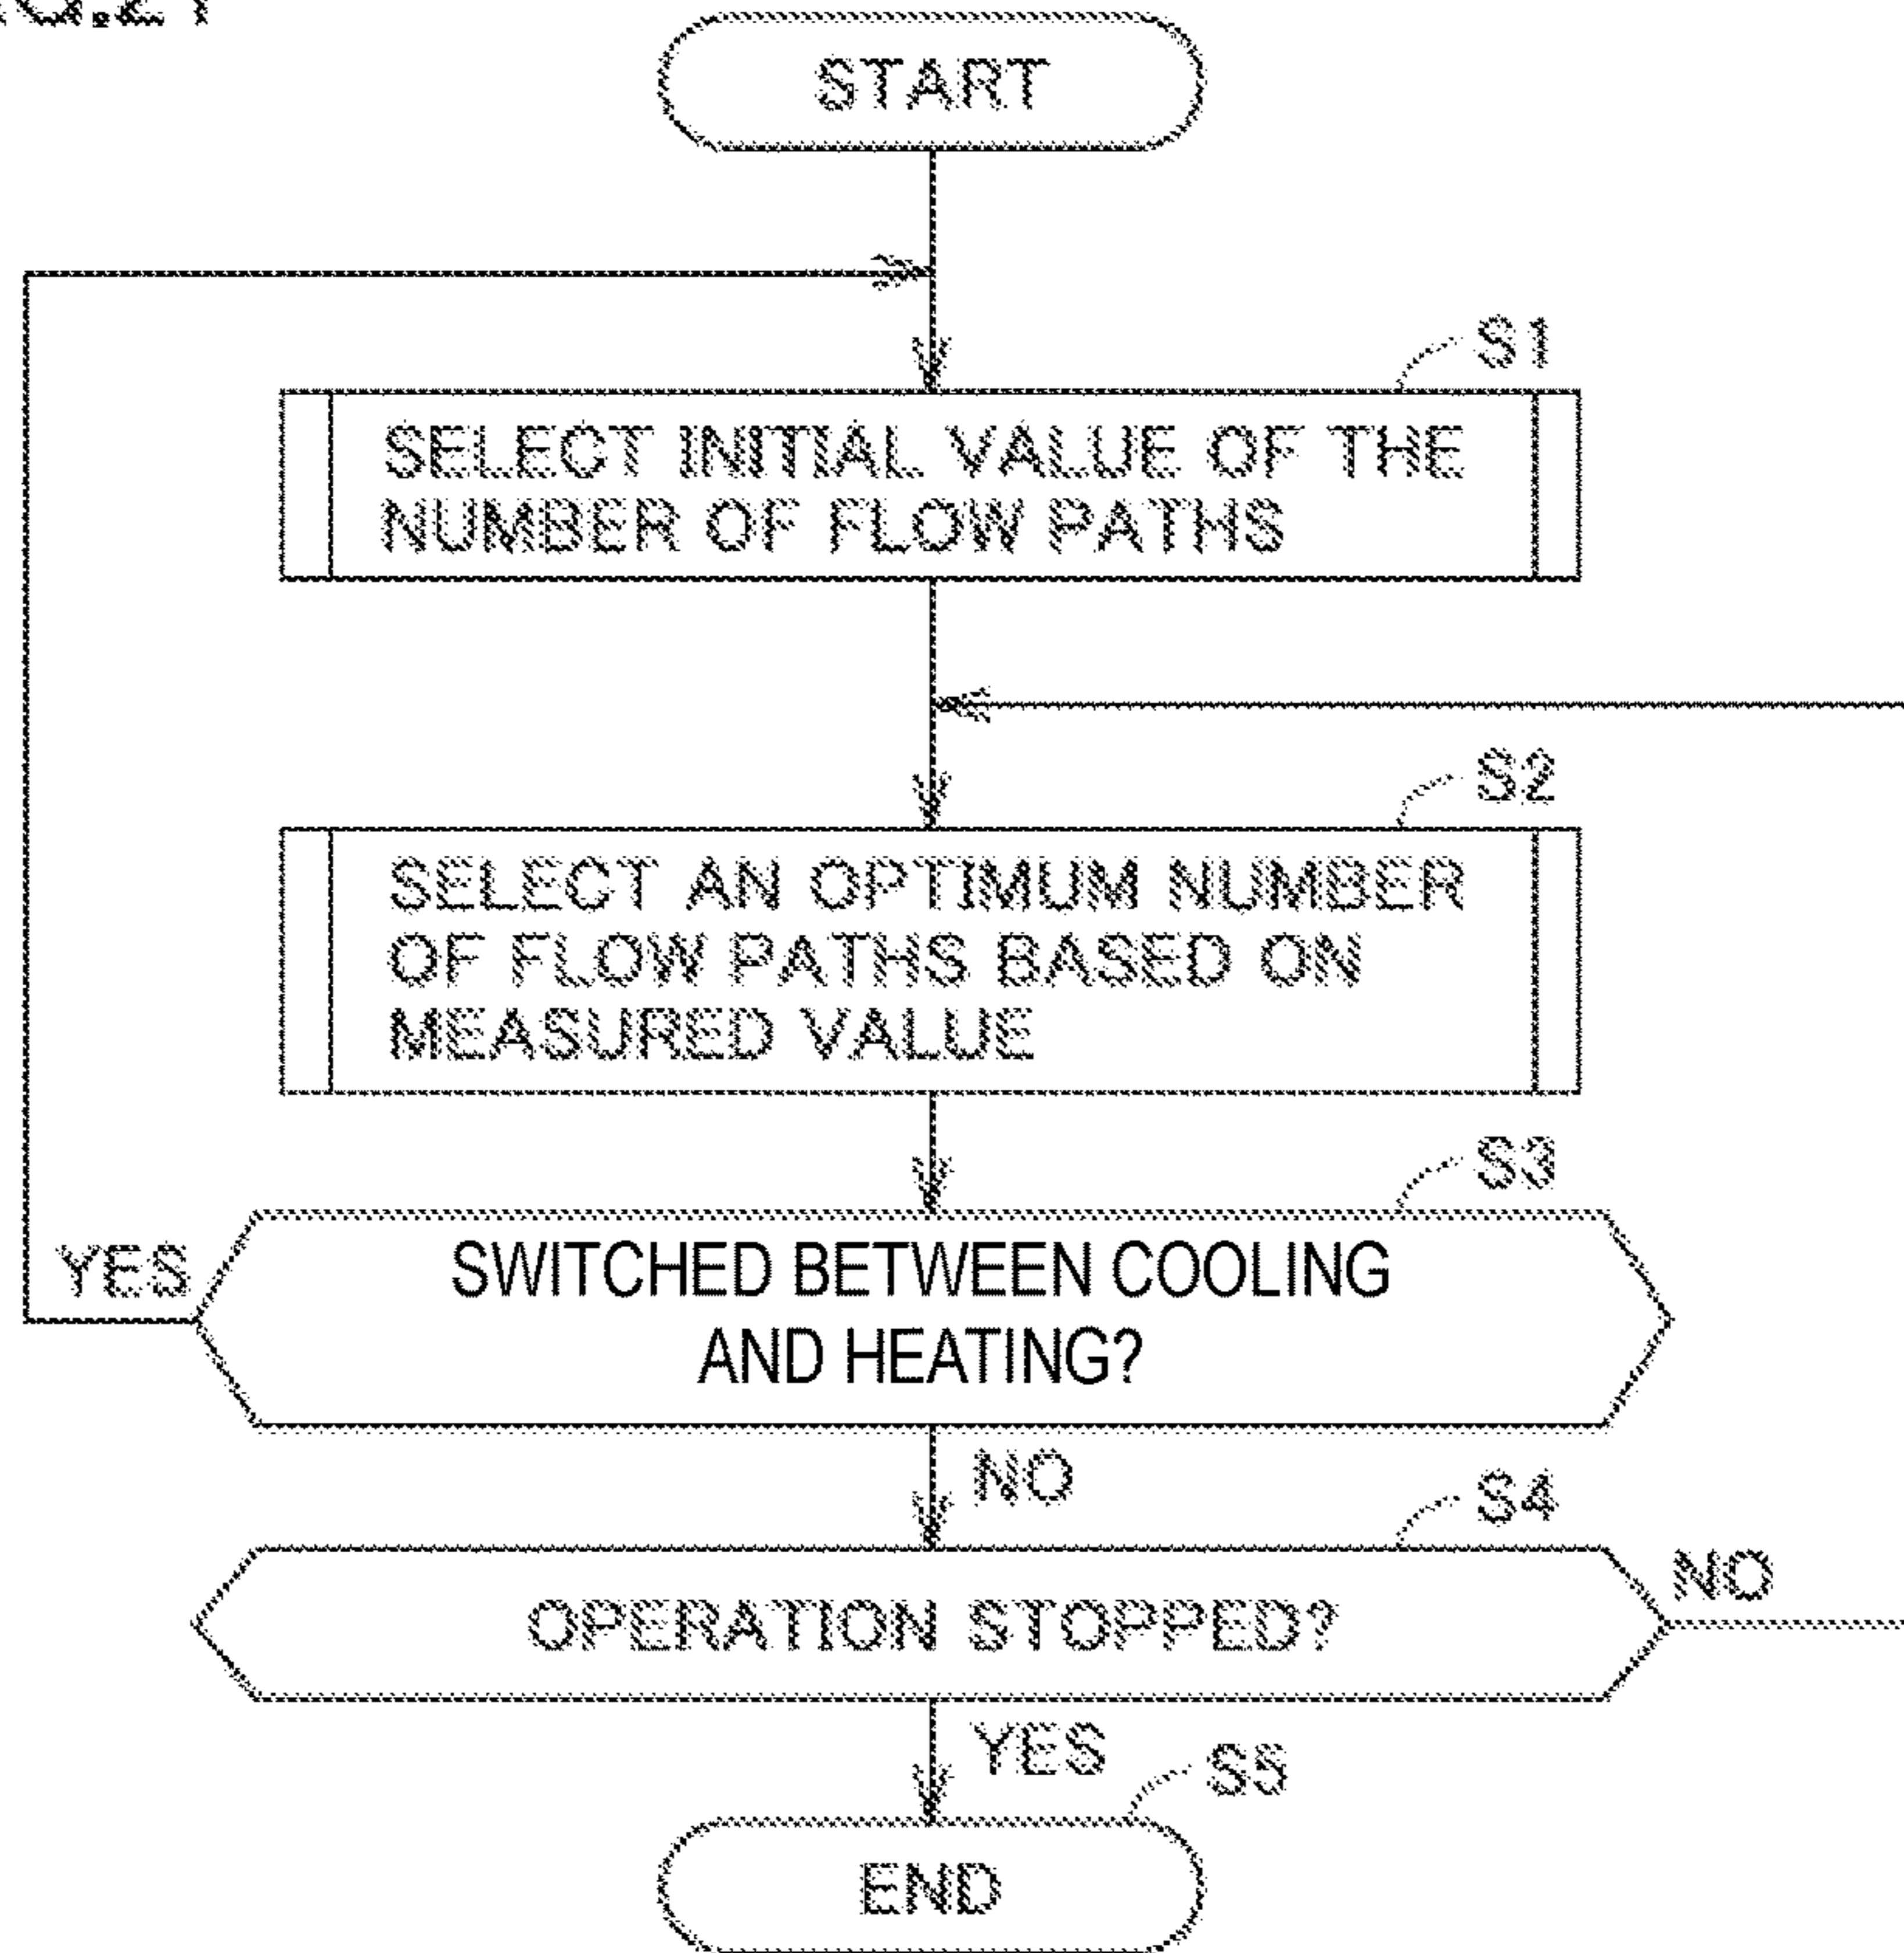 START
S1
SELECT INITIAL VALUE OF THE
NUMBER OF FLOW PATHS
S2
SELECT AN OPTIMUM NUMBER
OF FLOW PATHS BASED ON
MEASURED VALUE
S3
YES
SWITCHED BETWEEN COOLING
AND HEATING?
NO
S4
NO
OPERATION STOPPED?
YES
S5
END